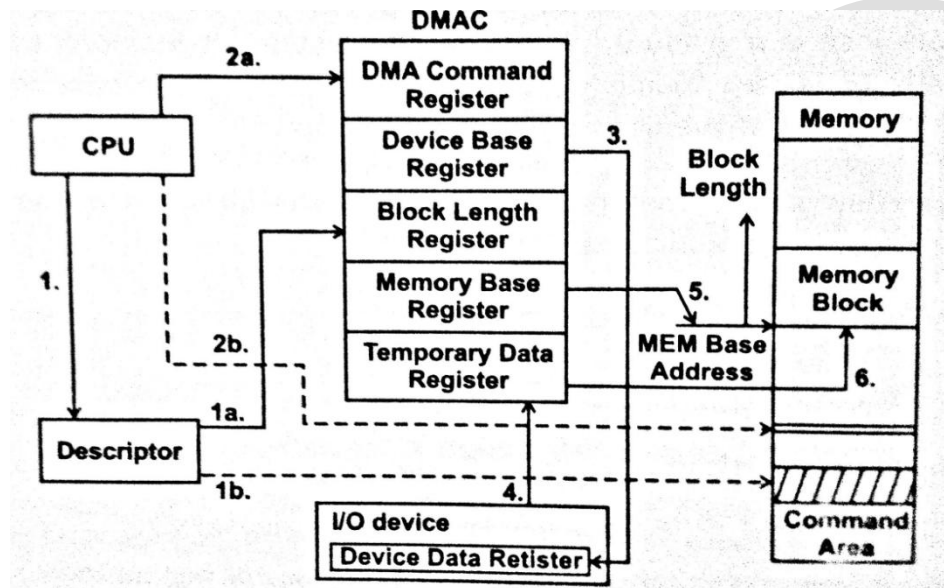 DMAC
2a.
DMA Command
Register
CPU
Device Base
Register
3.
Block
Length
Memory
Block Length
Register
1.
Memory Base
Register
5.
Memory
Block
2b.
MEM Base
Address
Temporary Data
Register
6.
1a.
Descriptor
1b.
4.
I/O device
Device Data Retister
Command
Area